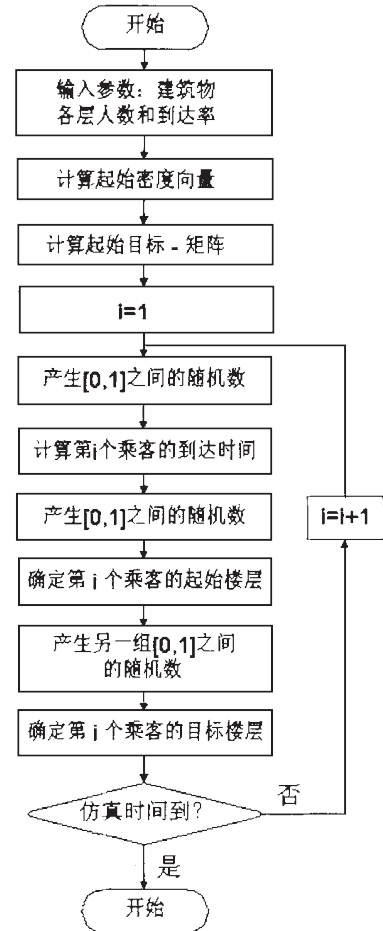 开始
输入参数：建筑物
各层人数和到达率
计算起始密度向量
计算起始目标 - 矩阵
i=1
产生[0,1]之间的随机数
计算第i个乘客的到达时间
产生[0,1]之间的随机数
i=i+1
确定第 i 个乘客的起始楼层
产生另一组[0,1]之间
的随机数
确定第 i 个乘客的目标楼层
仿真时间到?
否
是
开始